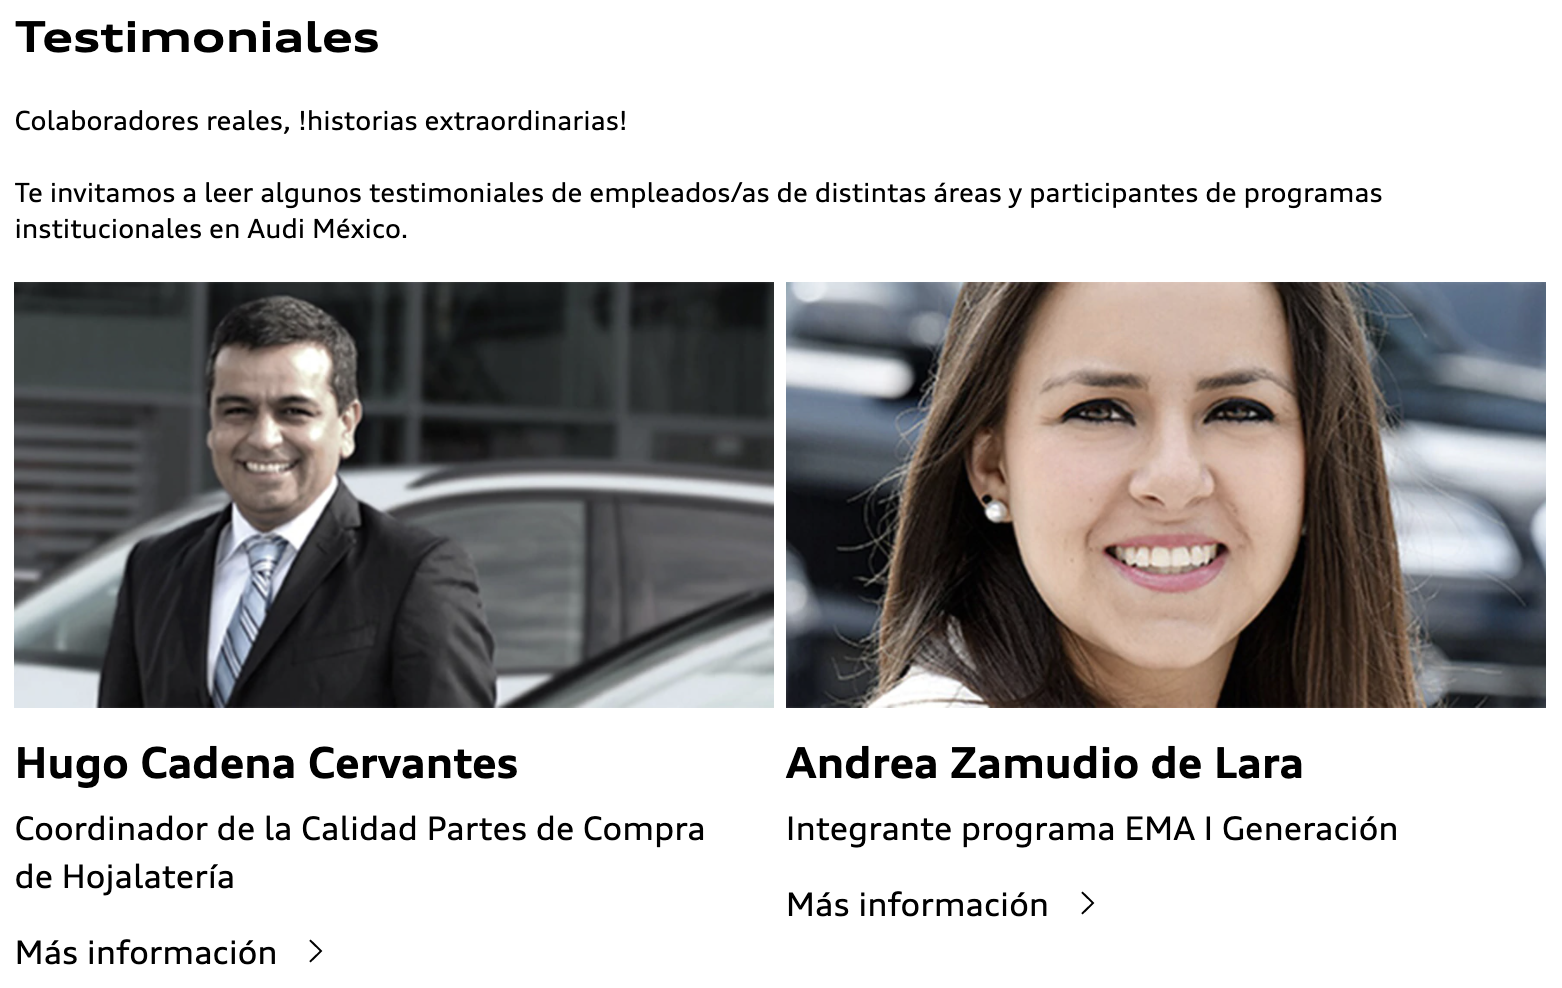 Testimoniales
Colaboradores reales, !historias extraordinarias!
Te invitamos a leer algunos testimoniales de empleados/as de distintas áreas y participantes de programas
institucionales en Audi México.
Hugo Cadena Cervantes
Coordinador de la Calidad Partes de Compra
de Hojalatería
Más información
Andrea Zamudio de Lara
Integrante programa EMA I Generación
Más información